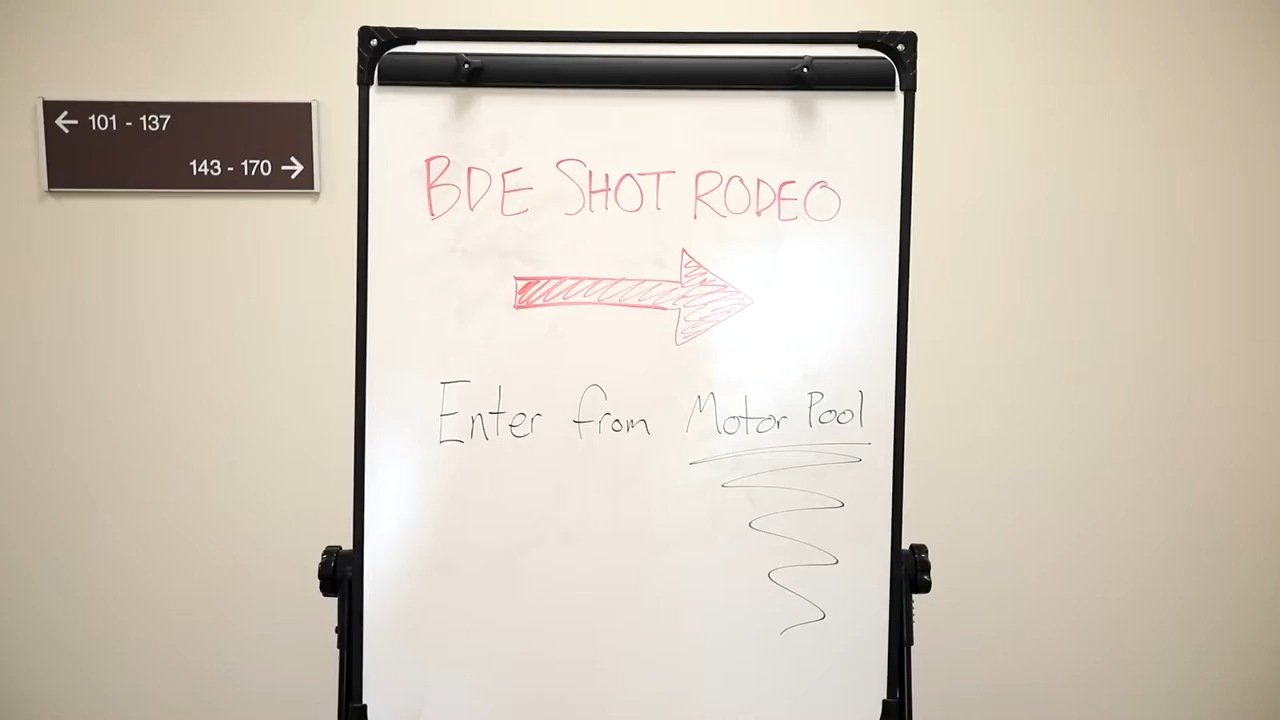 ← 101 - 137
143 - 170 →
BDE SHOT RODEO
Enter from Motor Pool